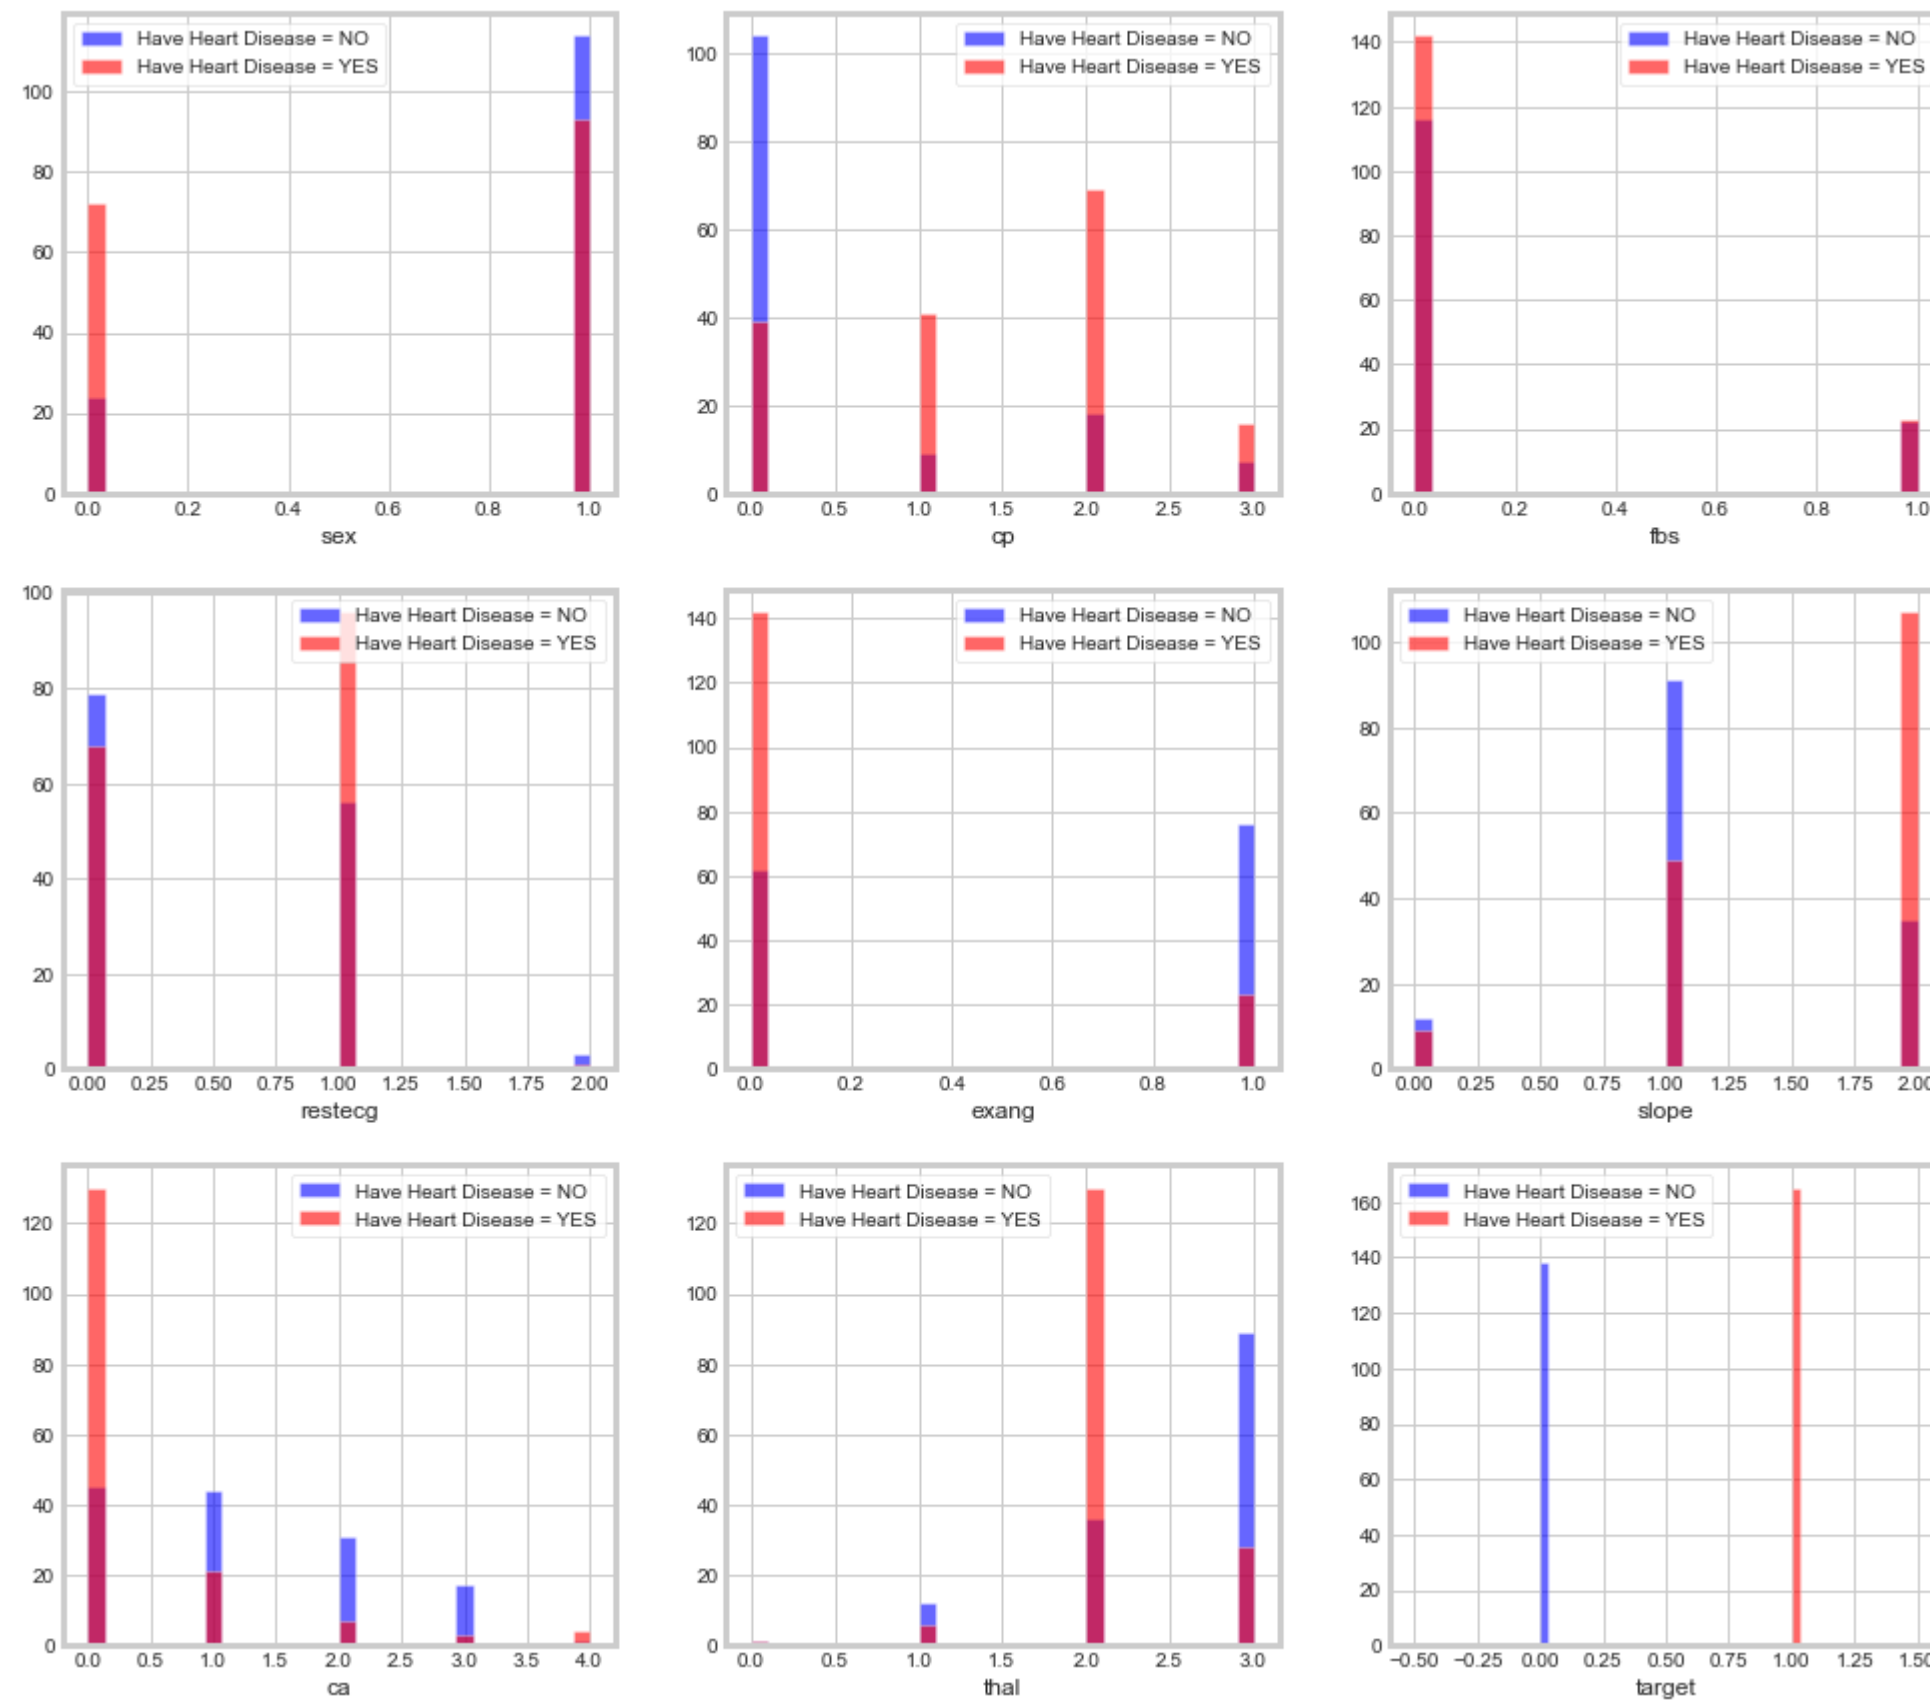 Have Heart Disease = NO
Have Heart Disease = YES
100
80
60
40
20
0
0.0 0.2 0.4 0.6 0.8 1.0
sex
Have Heart Disease = NO
Have Heart Disease = YES
100
80
60
40
20
0
0.0 0.5 1.0 1.5 2.0 2.5 3.0
cp
Have Heart Disease = NO
Have Heart Disease = YES
140
120
100
80
60
40
20
0
0.0 0.2 0.4 0.6 0.8 1.0
fbs
Have Heart Disease = NO
Have Heart Disease = YES
100
80
60
40
20
0
0.00 0.25 0.50 0.75 1.00 1.25 1.50 1.75 2.00
restecg
Have Heart Disease = NO
Have Heart Disease = YES
140
120
100
80
60
40
20
0
0.0 0.2 0.4 0.6 0.8 1.0
exang
Have Heart Disease = NO
Have Heart Disease = YES
100
80
60
40
20
0
0.00 0.25 0.50 0.75 1.00 1.25 1.50 1.75 2.00
slope
Have Heart Disease = NO
Have Heart Disease = YES
120
100
80
60
40
20
0
0.0 0.5 1.0 1.5 2.0 2.5 3.0 3.5 4.0
ca
Have Heart Disease = NO
Have Heart Disease = YES
120
100
80
60
40
20
0
0.0 0.5 1.0 1.5 2.0 2.5 3.0
thal
Have Heart Disease = NO
Have Heart Disease = YES
160
140
120
100
80
60
40
20
0
−0.50 −0.25 0.00 0.25 0.50 0.75 1.00 1.25 1.50
target